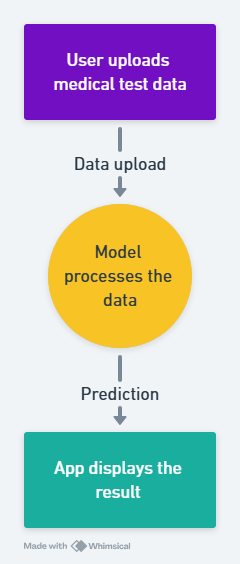 User uploads
medical test data
Data upload
Model
processes the
data
Prediction
App displays the
result
Made with Whimsical